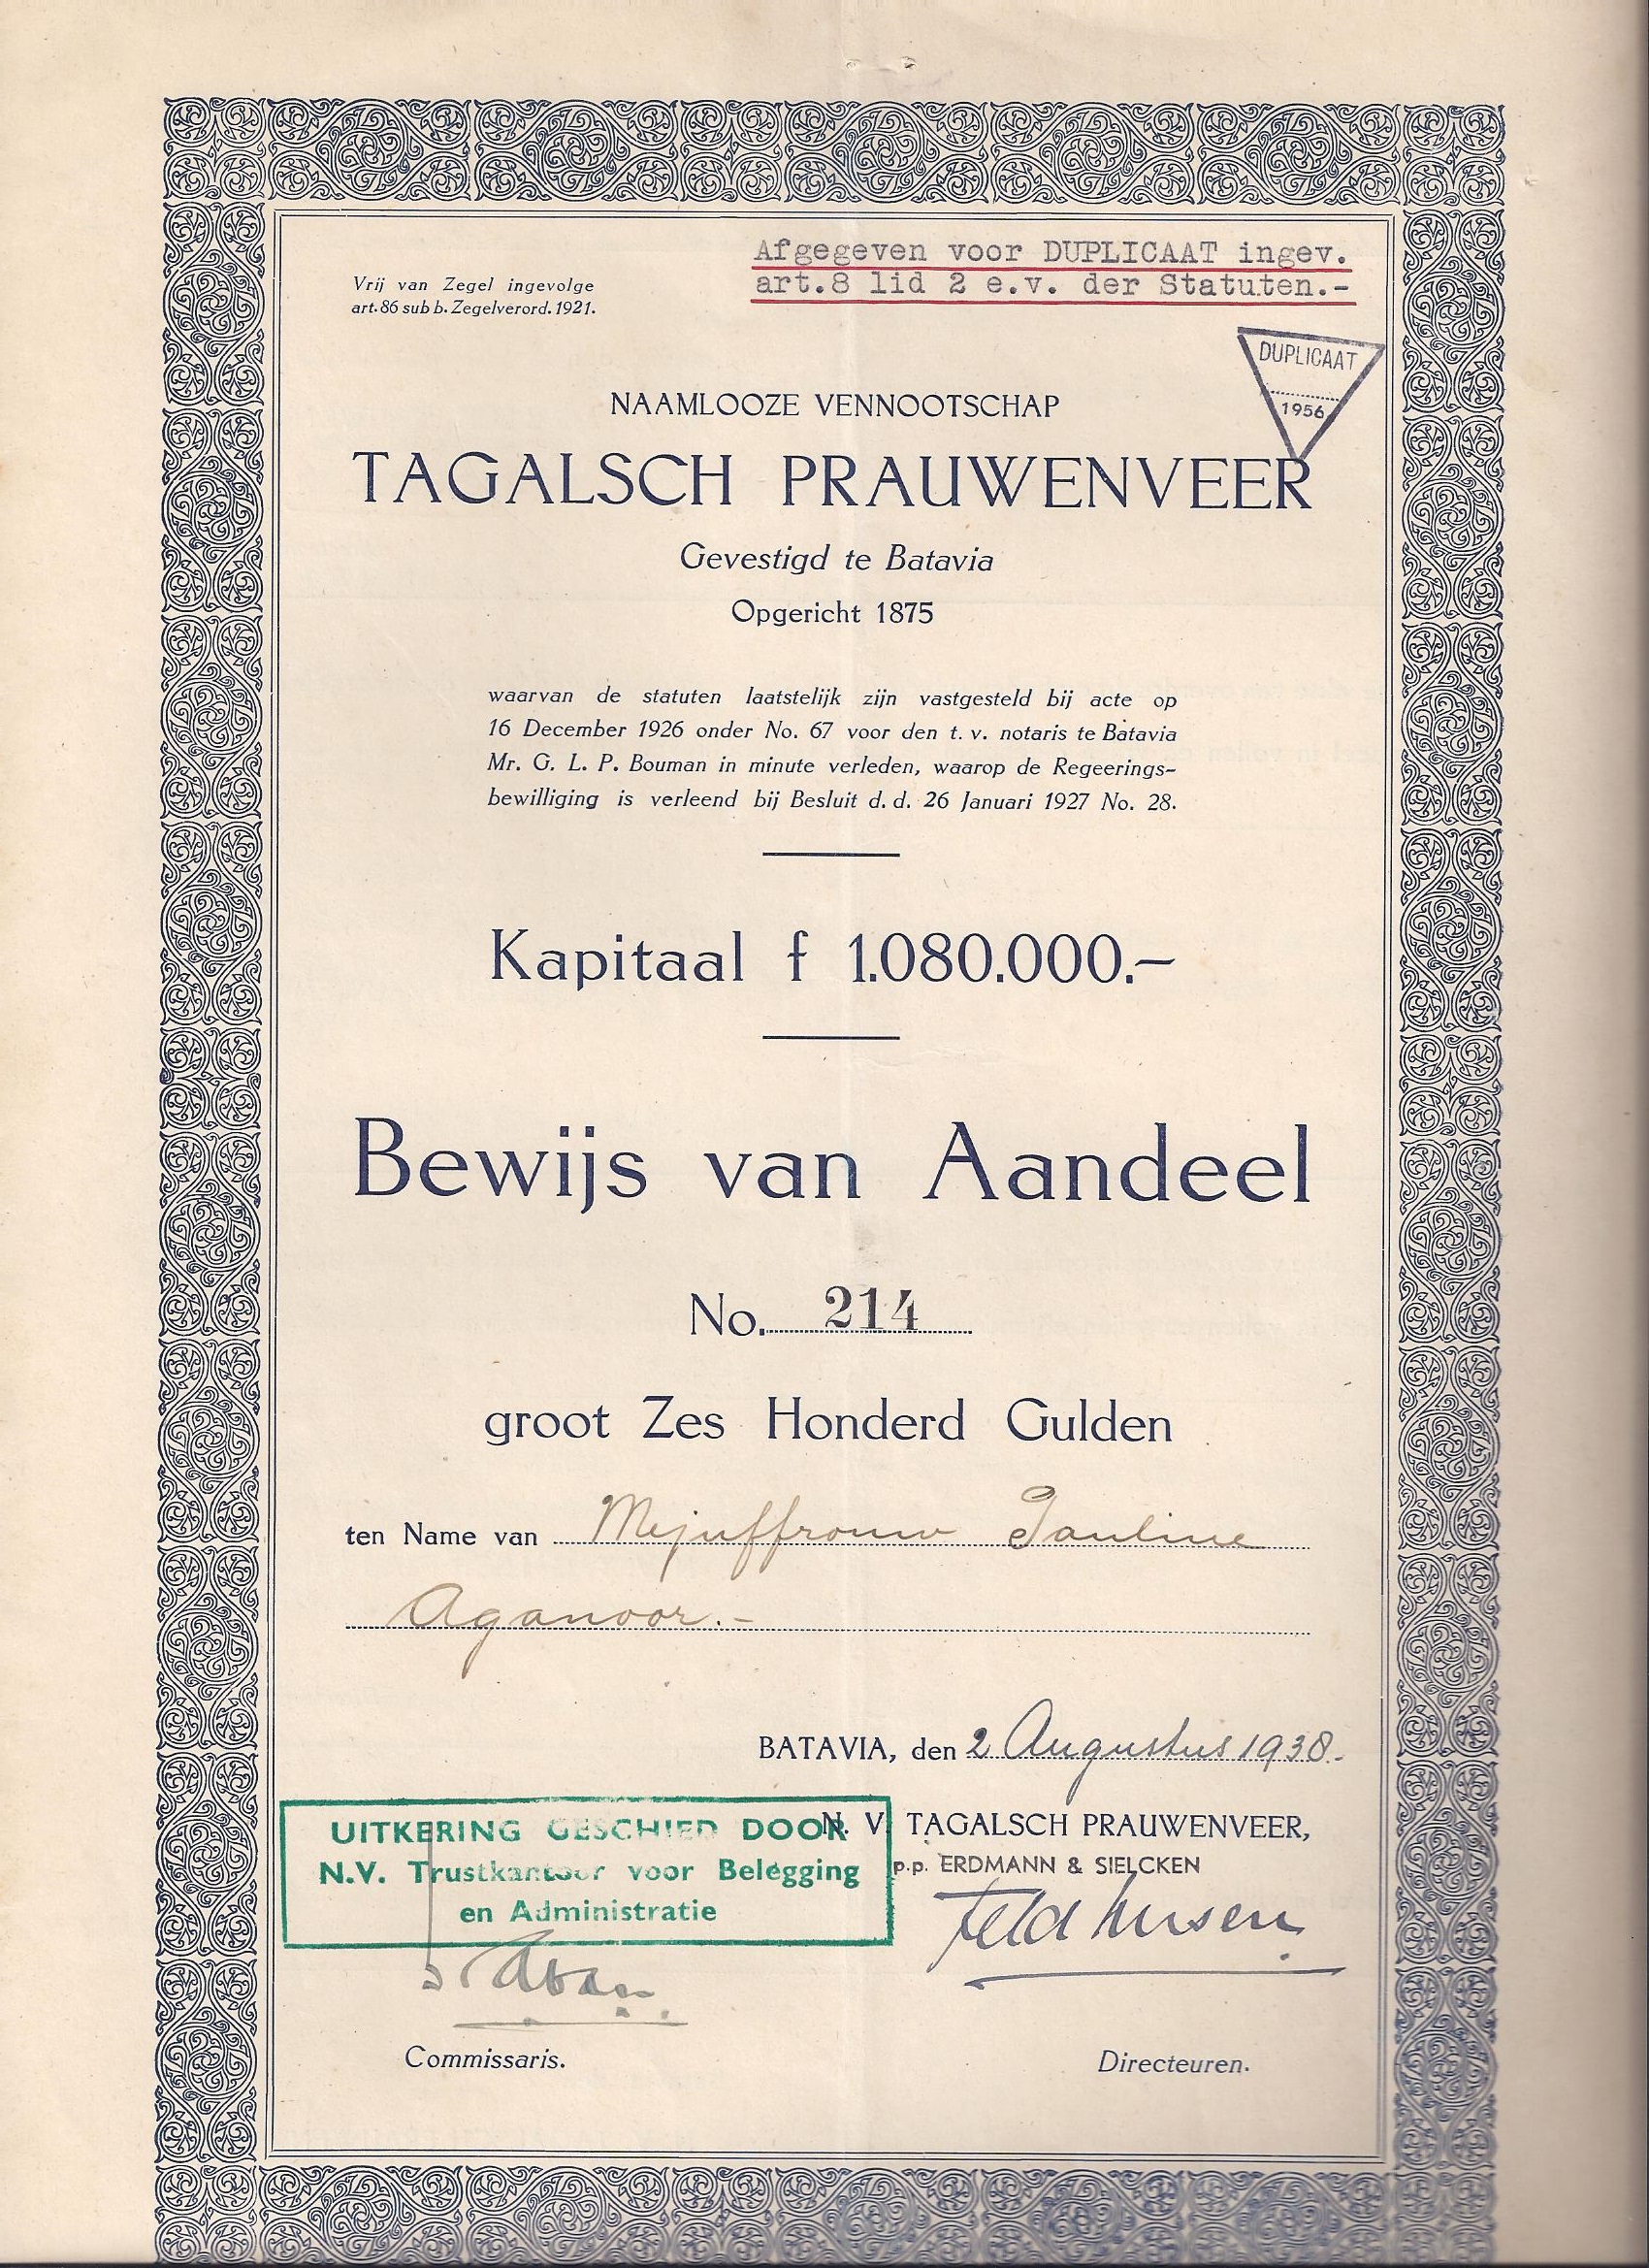 Afgegeven voor DUPLICAAT ingev.
art.8 lid 2 e.v. der Statuten.-
Vrij van Zegel ingevolge
art. 86 sub b. Zegelverord. 1921.
DUPLICAAT
1956
NAAMLOOZE VENNOOTSCHAP
TAGALSCH PRAUWENVEER
Gevestigd te Batavia
Opgericht 1875
waarvan de statuten laatstelijk zijn vastgesteld bij acte op
16 December 1926 onder No. 67 voor den t. v. notaris te Batavia
Mr. G. L. P. Bouman in minute verleden, waarop de Regeerings-
bewilliging is verleend bij Besluit d. d. 26 Januari 1927 No. 28.
Kapitaal f 1.080.000.–
Bewijs van Aandeel
No. 214
groot Zes Honderd Gulden
ten Name van Mejuffrouw Pauline
Aganoor.-
BATAVIA, den 2 Augustus 1938.
N. V. TAGALSCH PRAUWENVEER,
p.p. ERDMANN & SIELCKEN
UITKERING GESCHIED DOOR
N.V. Trustkantoor voor Belegging
en Administratie
Commissaris.
Directeuren.